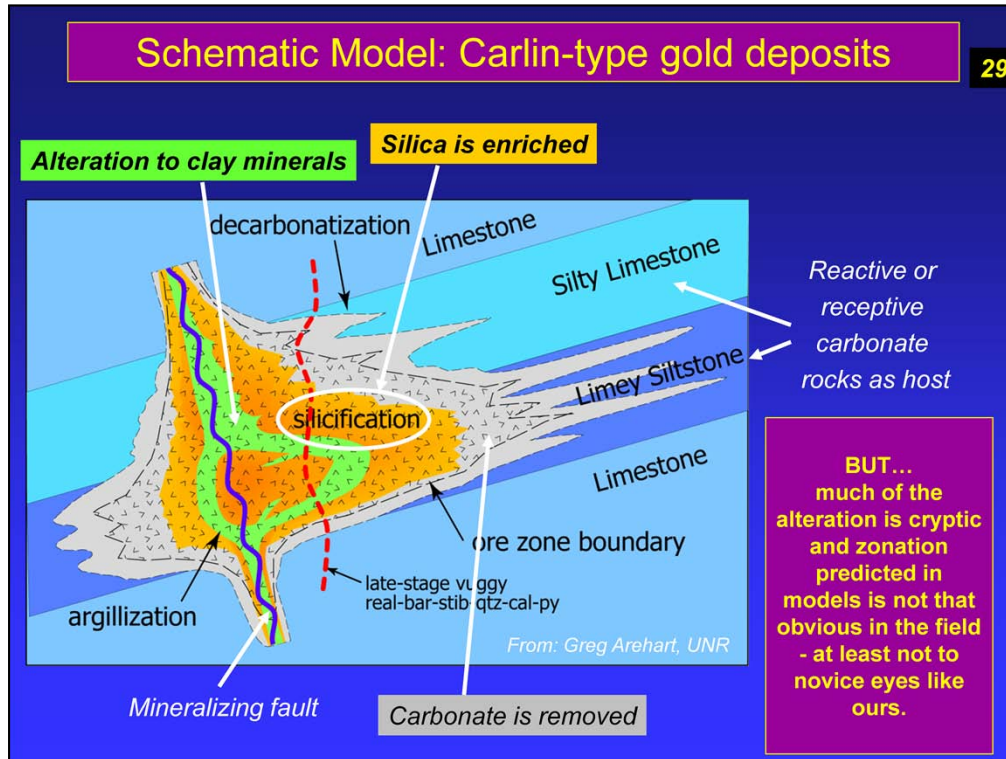 Schematic Model: Carlin-type gold deposits
29
Silica is enriched
Alteration to clay minerals
decarbonatization
Limestone
Silty Limestone
Reactive or
receptive
carbonate
rocks as host
Limey Siltstone
silicification
Limestone
ore zone boundary
late-stage vuggy
real-bar-stib-qtz-cal-py
argillization
From: Greg Arehart, UNR
Mineralizing fault
Carbonate is removed
BUT...
much of the
alteration is cryptic
and zonation
predicted in
models is not that
obvious in the field
- at least not to
novice eyes like
ours.